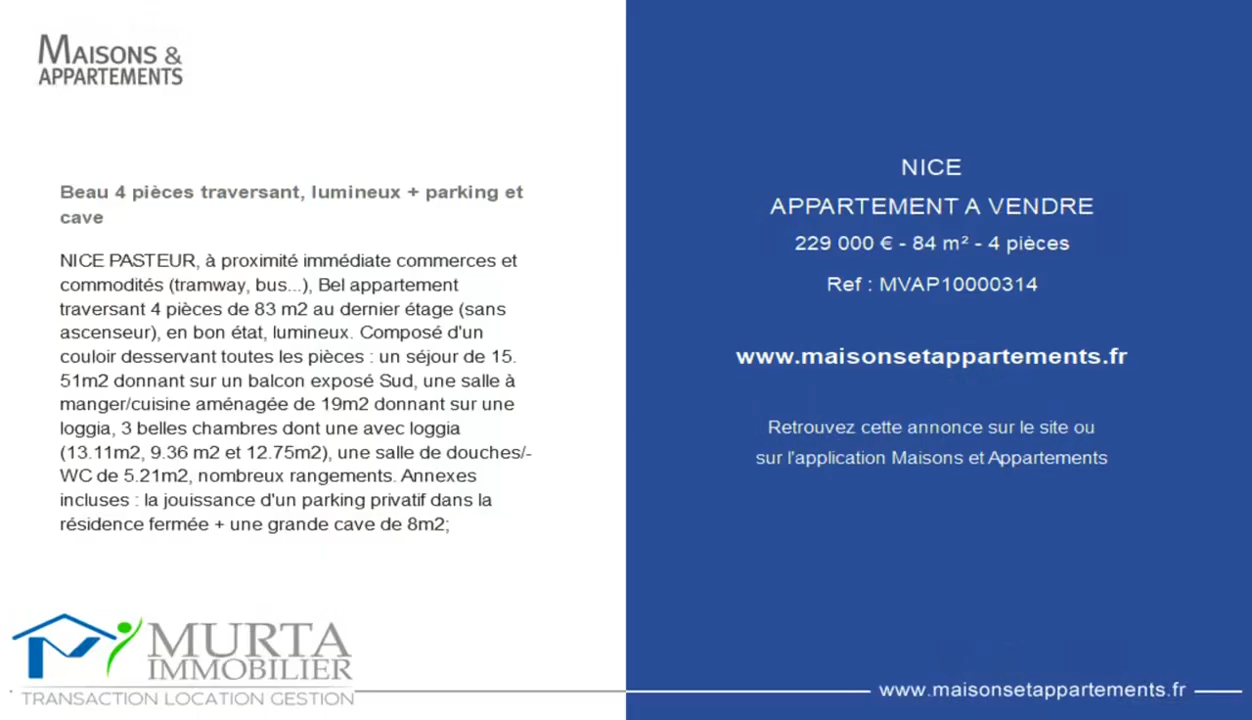 MAISONS &
APPARTEMENTS
Beau 4 pièces traversant, lumineux + parking et
cave
NICE PASTEUR, à proximité immédiate commerces et
commodités (tramway, bus...), Bel appartement
traversant 4 pièces de 83 m2 au dernier étage (sans
ascenseur), en bon état, lumineux. Composé d'un
couloir desservant toutes les pièces : un séjour de 15.
51m2 donnant sur un balcon exposé Sud, une salle à
manger/cuisine aménagée de 19m2 donnant sur une
loggia, 3 belles chambres dont une avec loggia
(13.11m2, 9.36 m2 et 12.75m2), une salle de douches/-
WC de 5.21m2, nombreux rangements. Annexes
incluses : la jouissance d'un parking privatif dans la
résidence fermée + une grande cave de 8m2;
MURTA
IMMOBILIER
TRANSACTION LOCATION GESTION
NICE
APPARTEMENT A VENDRE
229 000 € - 84 m² - 4 pièces
Ref : MVAP10000314
www.maisonsetappartements.fr
Retrouvez cette annonce sur le site ou
sur l'application Maisons et Appartements
www.maisonsetappartements.fr